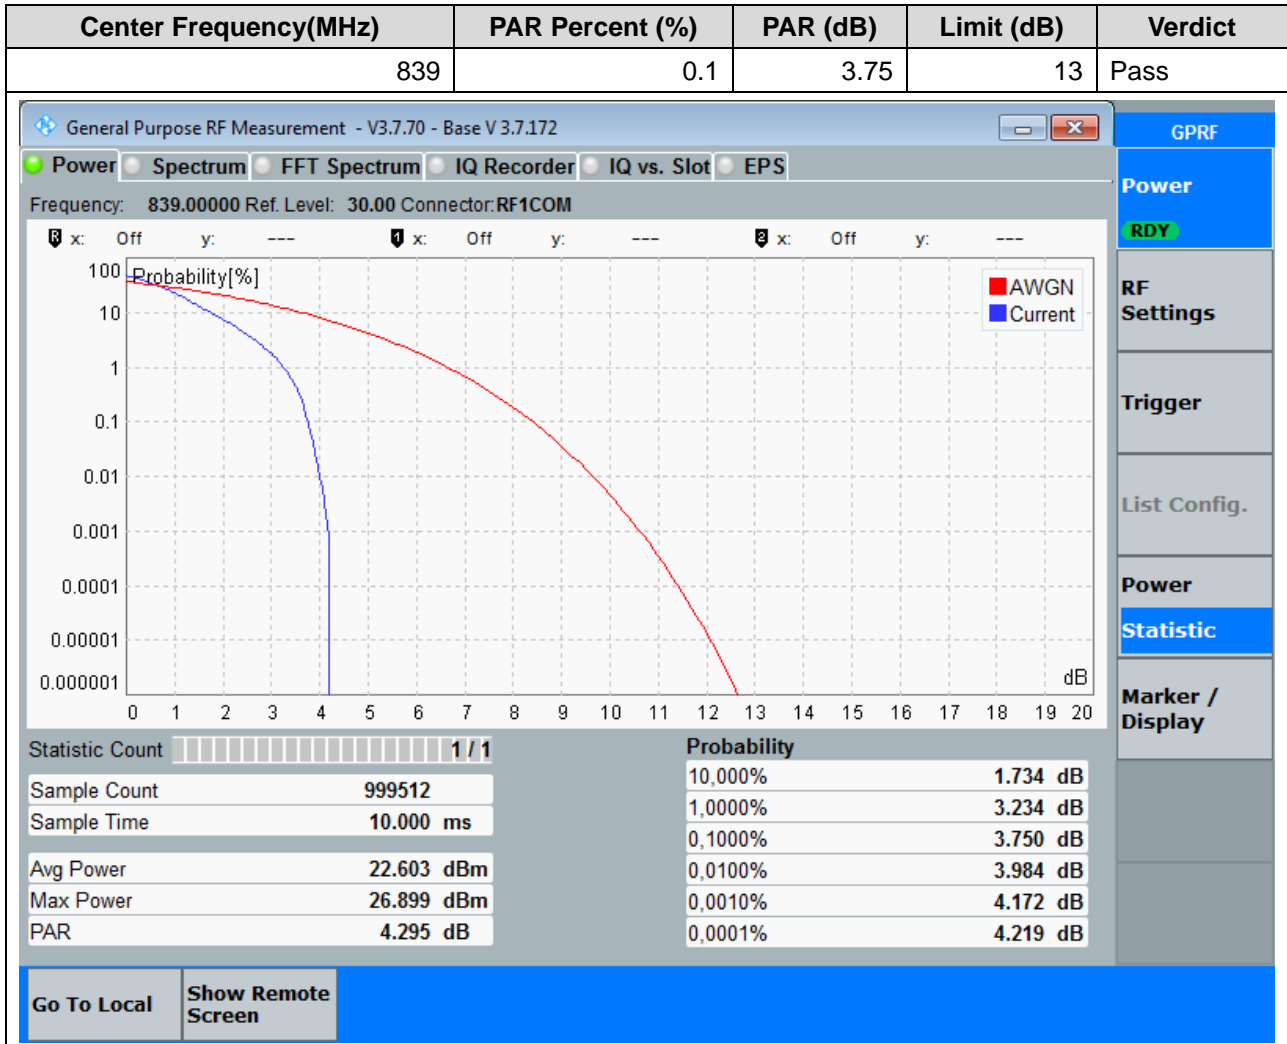 Center Frequency(MHz) PAR Percent (%) PAR (dB) Limit (dB) Verdict
839 0.1 3.75 13 Pass
General Purpose RF Measurement - V3.7.70 - Base V 3.7.172
GPRF
Power Spectrum FFT Spectrum IQ Recorder IQ vs. Slot EPS
Frequency: 839.00000 Ref. Level: 30.00 Connector:RF1COM
R x: Off y: --- 1 x: Off y: --- 2 x: Off y: ---
Probability[%]
100
10
1
0.1
0.01
0.001
0.0001
0.00001
0.000001
AWGN
Current
dB
0 1 2 3 4 5 6 7 8 9 10 11 12 13 14 15 16 17 18 19 20
Statistic Count 1 / 1
Sample Count 999512
Sample Time 10.000 ms
Avg Power 22.603 dBm
Max Power 26.899 dBm
PAR 4.295 dB
Probability
10,000% 1.734 dB
1,0000% 3.234 dB
0,1000% 3.750 dB
0,0100% 3.984 dB
0,0010% 4.172 dB
0,0001% 4.219 dB
Power
RDY
RF
Settings
Trigger
List Config.
Power
Statistic
Marker /
Display
Go To Local
Show Remote
Screen